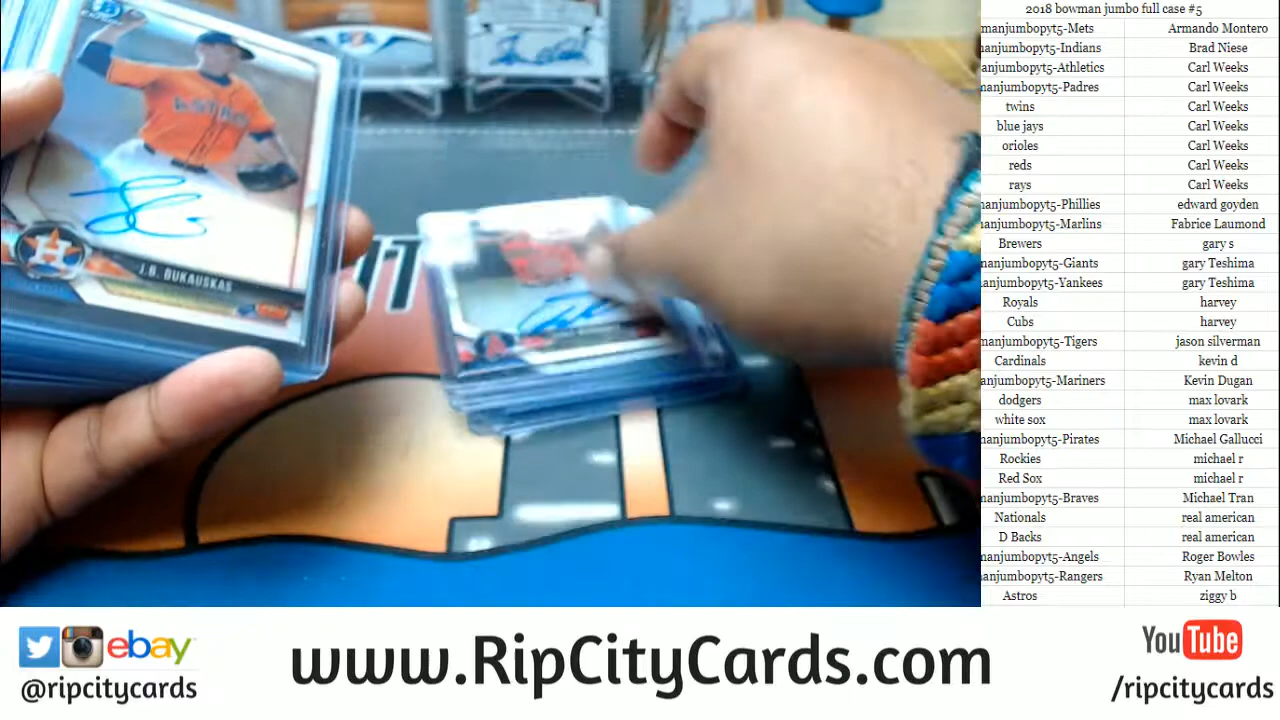 ASTROS
H
J.B. BUKAUSKAS
2018 bowman jumbo full case #5
manjumbopyt5-Mets Armando Montero
manjumbopyt5-Indians Brad Niese
anjumbopyt5-Athletics Carl Weeks
manjumbopyt5-Padres Carl Weeks
twins Carl Weeks
blue jays Carl Weeks
orioles Carl Weeks
reds Carl Weeks
rays Carl Weeks
manjumbopyt5-Phillies edward goyden
manjumbopyt5-Marlins Fabrice Laumond
Brewers gary s
manjumbopyt5-Giants gary Teshima
manjumbopyt5-Yankees gary Teshima
Royals harvey
Cubs harvey
manjumbopyt5-Tigers jason silverman
Cardinals kevin d
anjumbopyt5-Mariners Kevin Dugan
dodgers max lovark
white sox max lovark
manjumbopyt5-Pirates Michael Gallucci
Rockies michael r
Red Sox michael r
manjumbopyt5-Braves Michael Tran
Nationals real american
D Backs real american
manjumbopyt5-Angels Roger Bowles
anjumbopyt5-Rangers Ryan Melton
Astros ziggy b
ebay
@ripcitycards
www.RipCityCards.com
YouTube
/ripcitycards